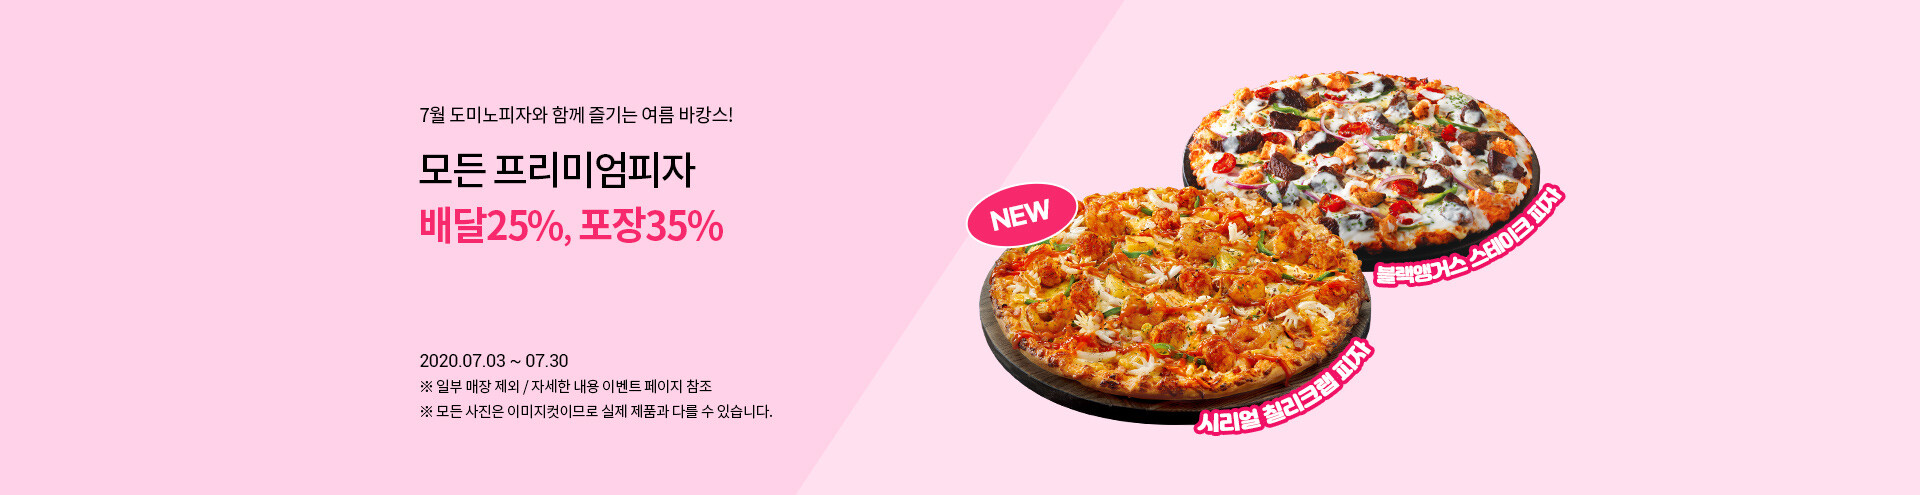 7월 도미노피자와 함께 즐기는 여름 바캉스!
모든 프리미엄피자
배달25%, 포장35%
2020.07.03 ~ 07.30
※ 일부 매장 제외 / 자세한 내용 이벤트 페이지 참조
※ 모든 사진은 이미지컷이므로 실제 제품과 다를 수 있습니다.
NEW
블랙앵거스 스테이크 피자
시리얼 칠리크랩 피자